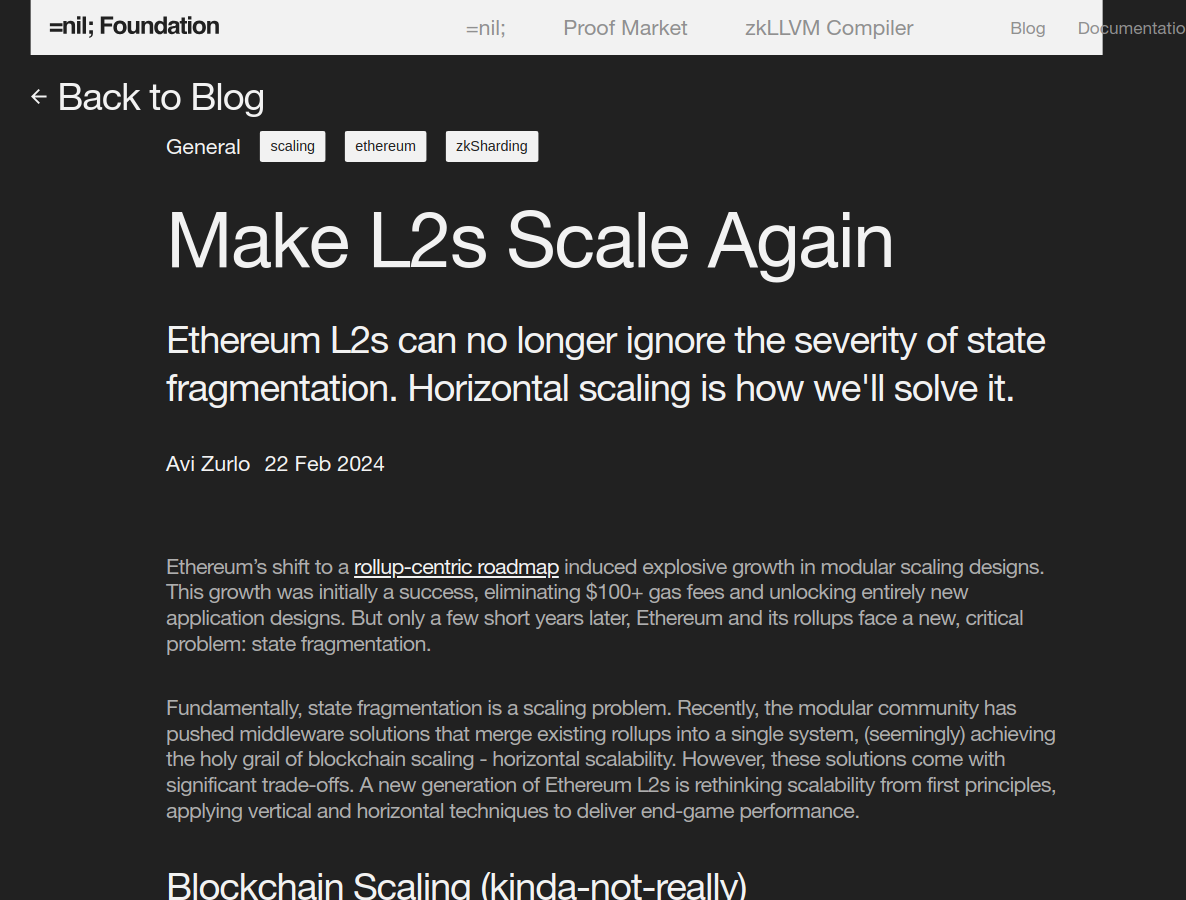 =nil; Foundation =nil; Proof Market zkLLVM Compiler Blog Documentatio
← Back to Blog
General scaling ethereum zkSharding
Make L2s Scale Again
Ethereum L2s can no longer ignore the severity of state
fragmentation. Horizontal scaling is how we'll solve it.
Avi Zurlo 22 Feb 2024
Ethereum’s shift to a rollup-centric roadmap induced explosive growth in modular scaling designs.
This growth was initially a success, eliminating $100+ gas fees and unlocking entirely new
application designs. But only a few short years later, Ethereum and its rollups face a new, critical
problem: state fragmentation.
Fundamentally, state fragmentation is a scaling problem. Recently, the modular community has
pushed middleware solutions that merge existing rollups into a single system, (seemingly) achieving
the holy grail of blockchain scaling - horizontal scalability. However, these solutions come with
significant trade-offs. A new generation of Ethereum L2s is rethinking scalability from first principles,
applying vertical and horizontal techniques to deliver end-game performance.
Blockchain Scaling (kinda-not-really)